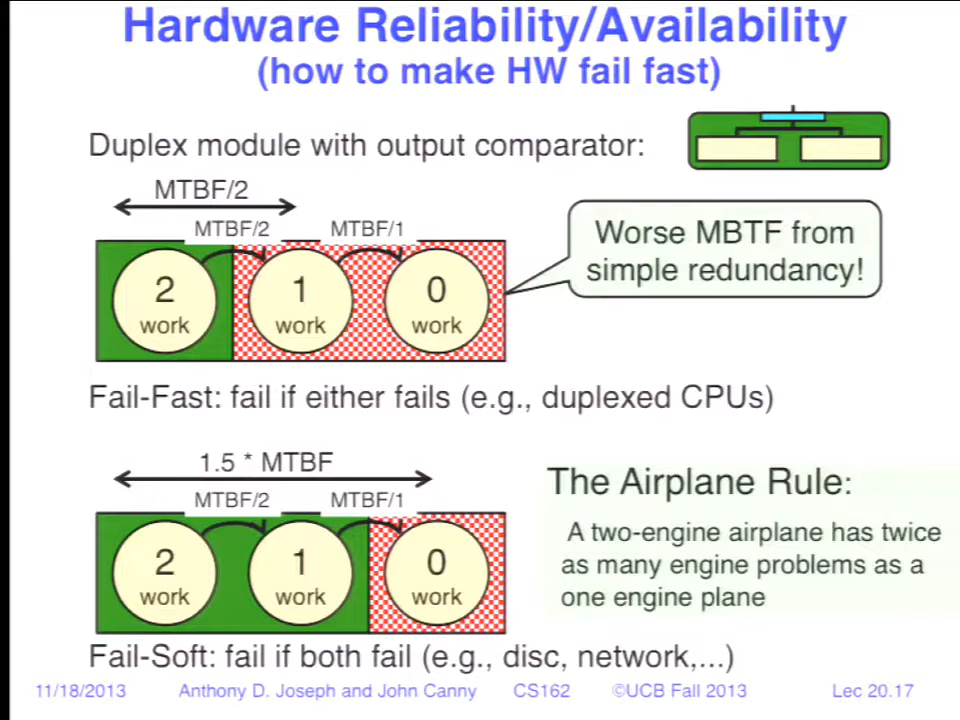 Hardware Reliability/Availability
(how to make HW fail fast)
Duplex module with output comparator:
MTBF/2
MTBF/2
MTBF/1
2
work
1
work
0
work
Worse MBTF from
simple redundancy!
Fail-Fast: fail if either fails (e.g., duplexed CPUs)
1.5 * MTBF
MTBF/2
MTBF/1
2
work
1
work
0
work
The Airplane Rule:
A two-engine airplane has twice
as many engine problems as a
one engine plane
Fail-Soft: fail if both fail (e.g., disc, network,...)
11/18/2013 Anthony D. Joseph and John Canny CS162 ©UCB Fall 2013 Lec 20.17